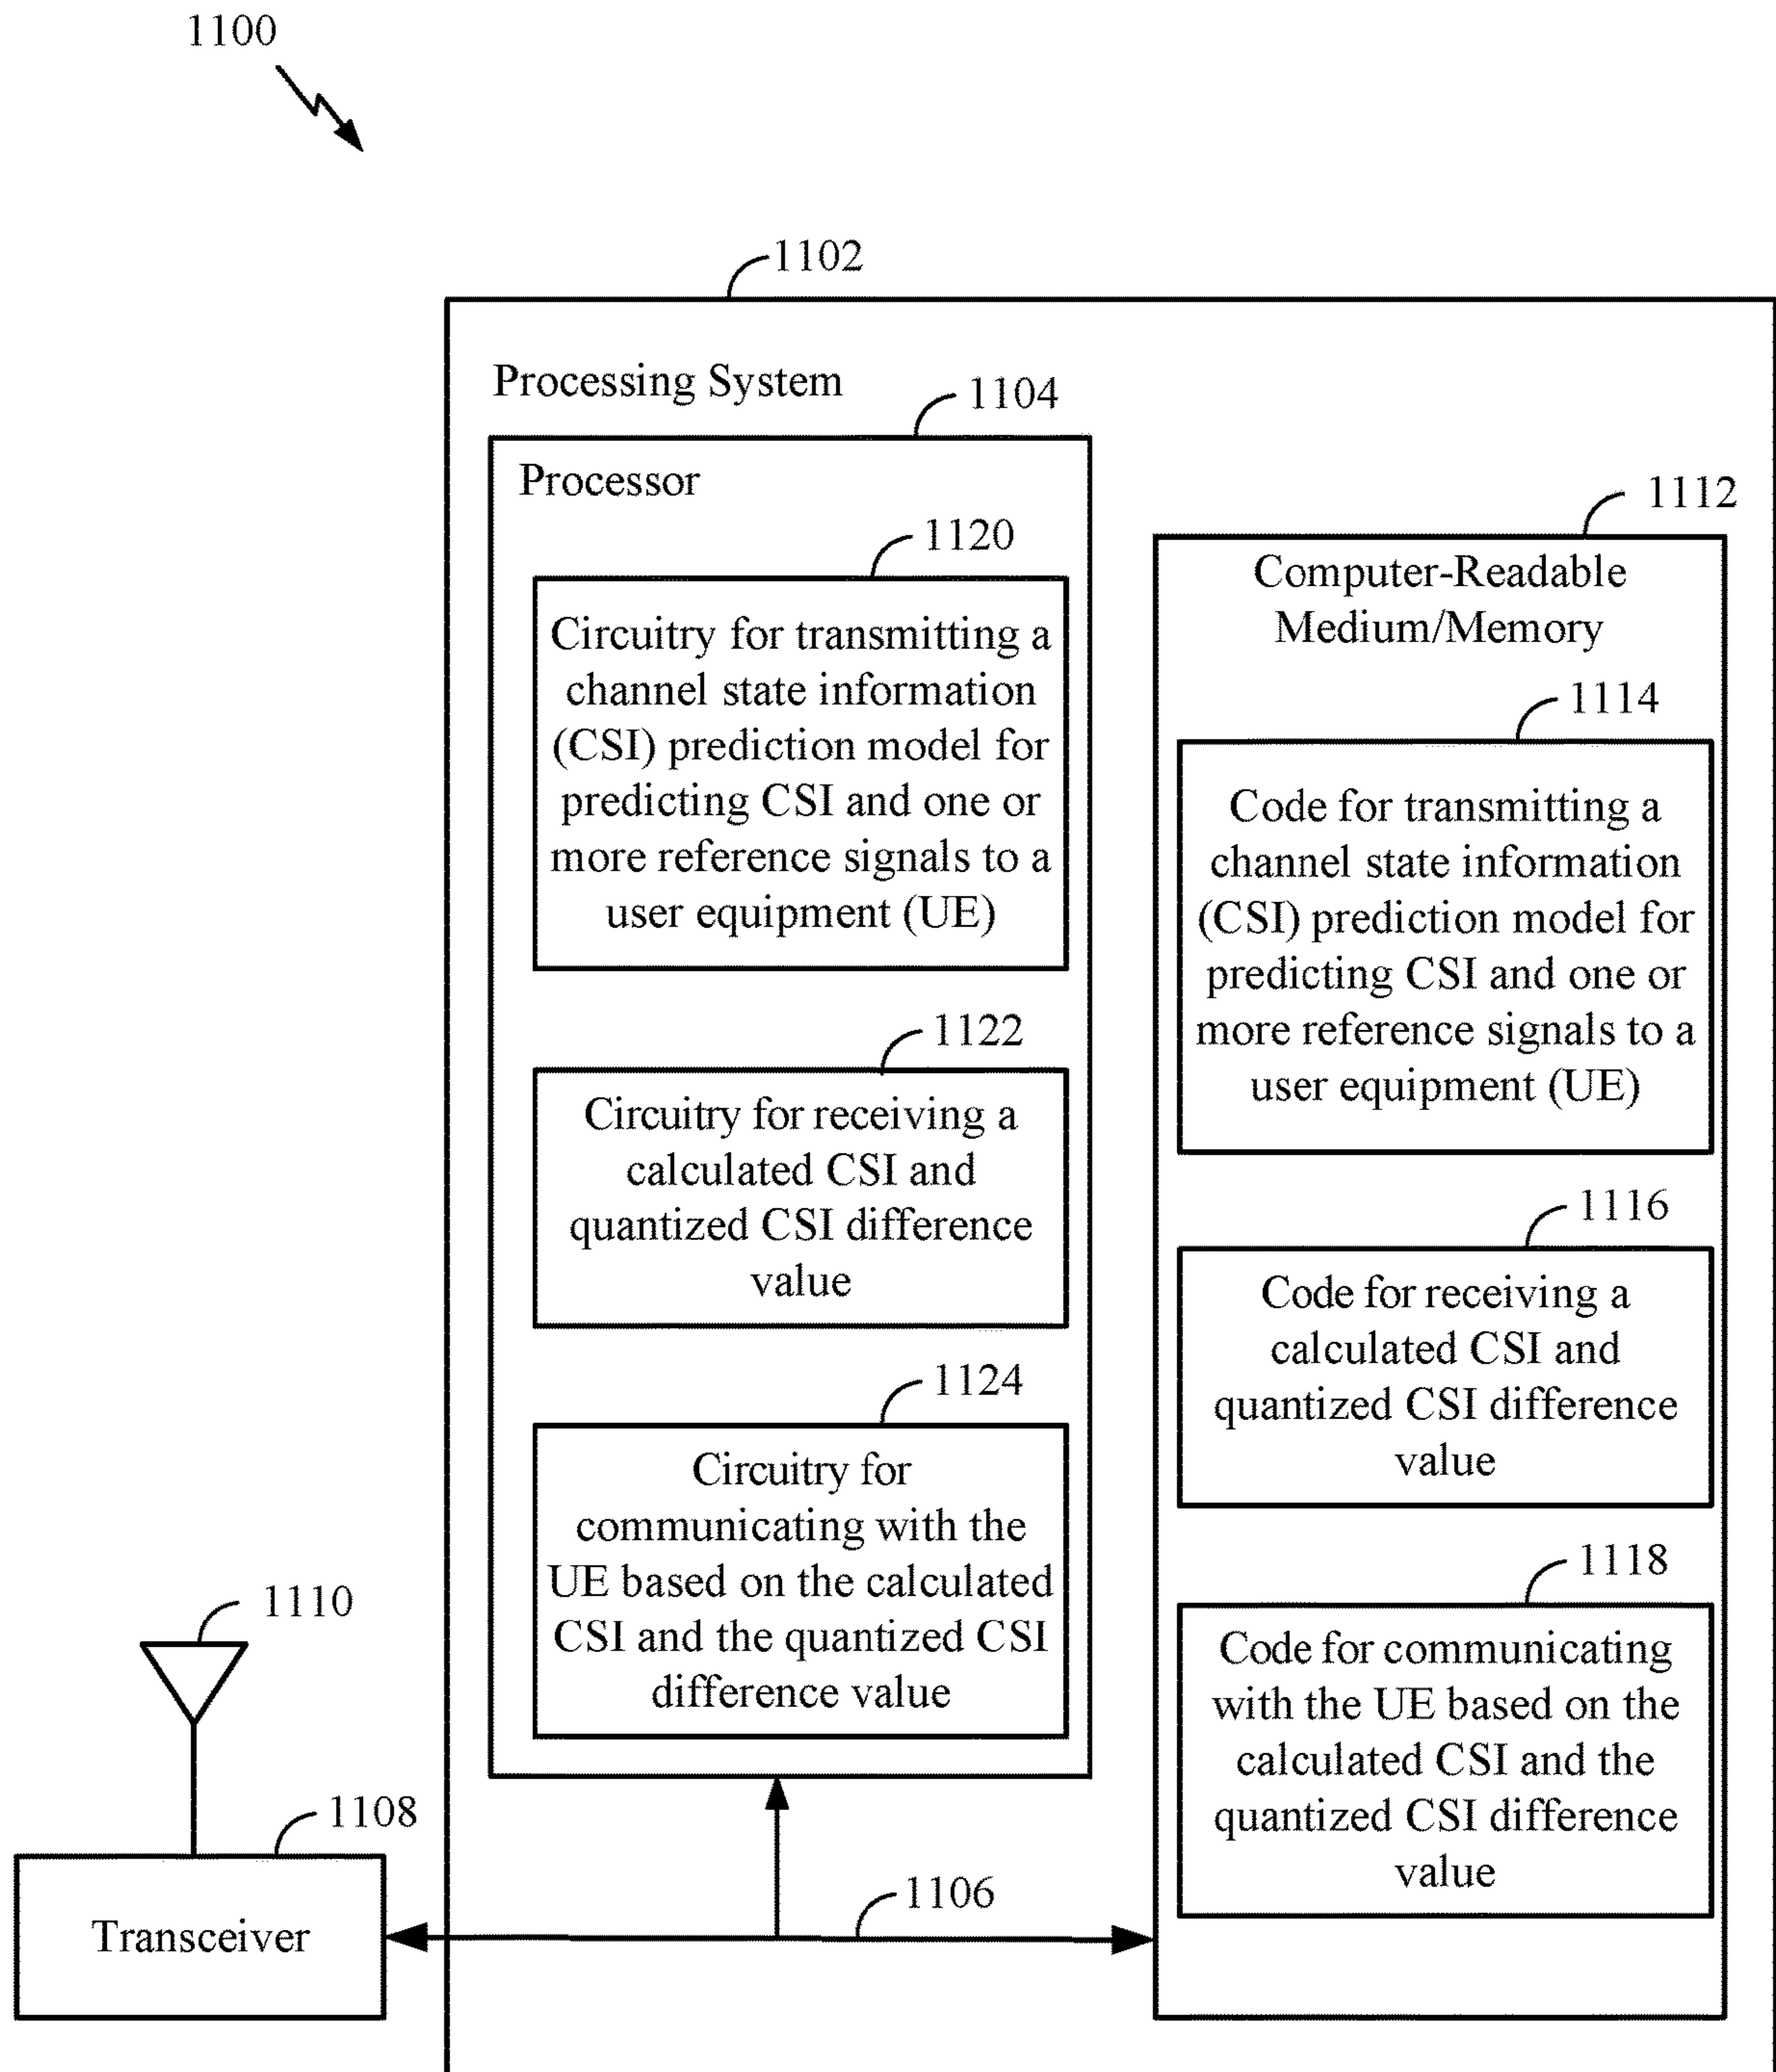 1100
1102
Processing System
1104
Processor
1120
Circuitry for transmitting a
channel state information
(CSI) prediction model for
predicting CSI and one or
more reference signals to a
user equipment (UE)
1122
Circuitry for receiving a
calculated CSI and
quantized CSI difference
value
1124
Circuitry for
communicating with the
UE based on the calculated
CSI and the quantized CSI
difference value
1112
Computer-Readable
Medium/Memory
1114
Code for transmitting a
channel state information
(CSI) prediction model for
predicting CSI and one or
more reference signals to a
user equipment (UE)
1116
Code for receiving a
calculated CSI and
quantized CSI difference
value
1118
Code for communicating
with the UE based on the
calculated CSI and the
quantized CSI difference
value
1110
1108
Transceiver
1106